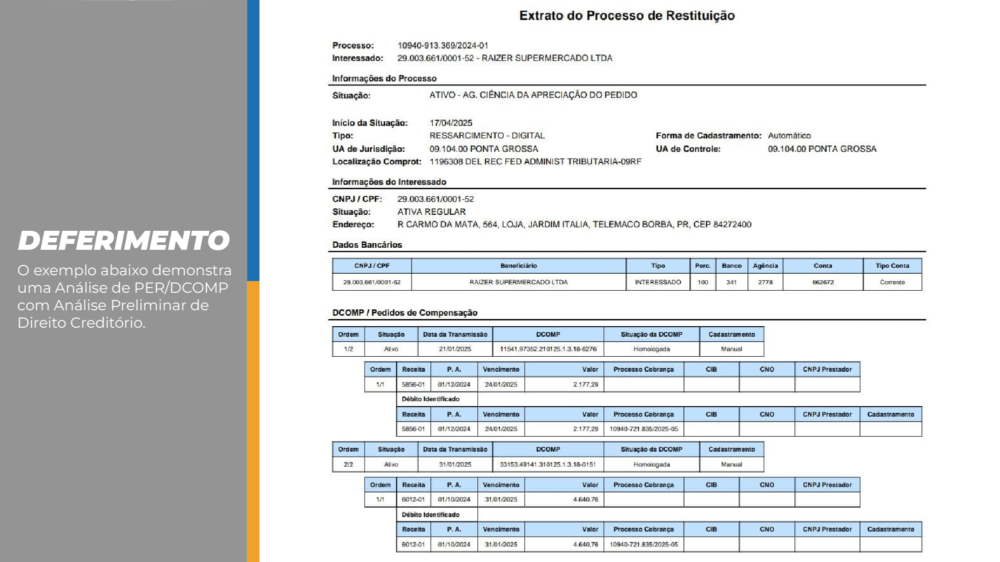 DEFERIMENTO
O exemplo abaixo demonstra
uma Análise de PER/DCOMP
com Análise Preliminar de
Direito Creditório.
Extrato do Processo de Restituição
Processo: 10940-913.369/2024-01
Interessado: 29.003.661/0001-52 - RAIZER SUPERMERCADO LTDA
Informações do Processo
Situação: ATIVO - AG. CIÊNCIA DA APRECIAÇÃO DO PEDIDO
Início da Situação: 17/04/2025
Tipo: RESSARCIMENTO - DIGITAL Forma de Cadastramento: Automático
UA de Jurisdição: 09.104.00 PONTA GROSSA UA de Controle: 09.104.00 PONTA GROSSA
Localização Comprot: 1196308 DEL REC FED ADMINIST TRIBUTARIA-09RF
Informações do Interessado
CNPJ / CPF: 29.003.661/0001-52
Situação: ATIVA REGULAR
Endereço: R CARMO DA MATA, 564, LOJA, JARDIM ITALIA, TELEMACO BORBA, PR, CEP 84272400
Dados Bancários
CNPJ / CPF Beneficiário Tipo Perc. Banco Agência Conta Tipo Conta
29.003.661/0001-52 RAIZER SUPERMERCADO LTDA INTERESSADO 100 341 2778 662672 Corrente
DCOMP / Pedidos de Compensação
Ordem Situação Data da Transmissão DCOMP Situação da DCOMP Cadastramento
1/2 Ativo 21/01/2025 11541.97352.210125.1.3.18-6276 Homologada Manual
Ordem Receita P. A. Vencimento Valor Processo Cobrança CIB CNO CNPJ Prestador
1/1 5856-01 01/12/2024 24/01/2025 2.177,29
Débito Identificado
Receita P. A. Vencimento Valor Processo Cobrança CIB CNO CNPJ Prestador Cadastramento
5856-01 01/12/2024 24/01/2025 2.177,29 10940-721.835/2025-05
Ordem Situação Data da Transmissão DCOMP Situação da DCOMP Cadastramento
2/2 Ativo 31/01/2025 33153.49141.310125.1.3.18-0151 Homologada Manual
Ordem Receita P. A. Vencimento Valor Processo Cobrança CIB CNO CNPJ Prestador
1/1 6012-01 01/10/2024 31/01/2025 4.640,76
Débito Identificado
Receita P. A. Vencimento Valor Processo Cobrança CIB CNO CNPJ Prestador Cadastramento
6012-01 01/10/2024 31/01/2025 4.640,76 10940-721.835/2025-05